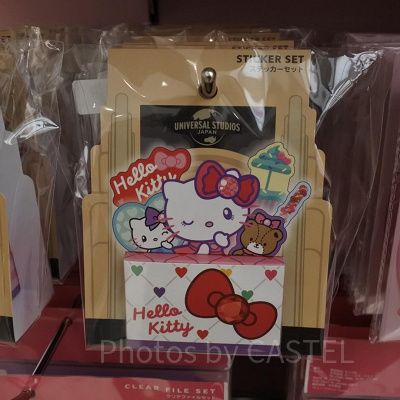 STICKER SET
ステッカーセット
UNIVERSAL STUDIOS
JAPAN
Hello
Kitty
Hello
Kitty
Photos by CASTEL
CLEAR FILE SET
クリアファイルセット